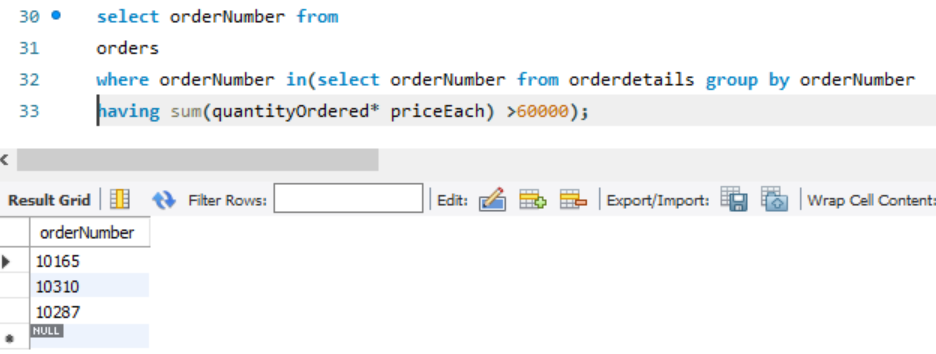 30 select orderNumber from
31 orders
32 where orderNumber in(select orderNumber from orderdetails group by orderNumber
33 having sum(quantityOrdered* priceEach) >60000);
Result Grid Filter Rows: Edit: Export/Import: Wrap Cell Content:
orderNumber
10165
10310
10287
NULL